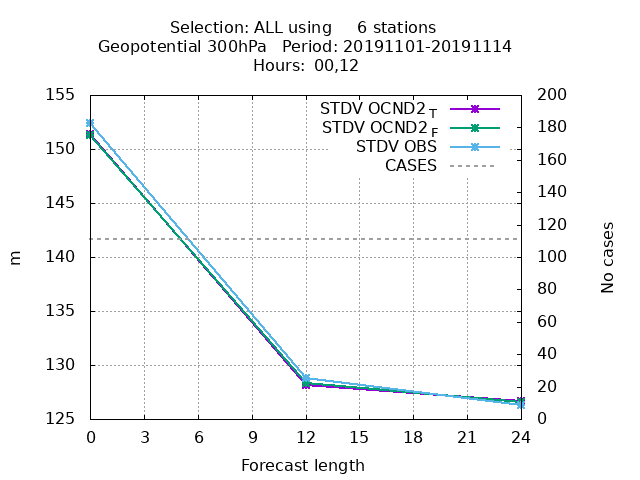 Selection: ALL using     6 stations
Geopotential 300hPa   Period: 20191101-20191114
Hours:  00,12
155
150
145
140
135
130
125
m
200
180
160
140
120
100
80
60
40
20
0
No cases
STDV OCND2 T
STDV OCND2 F
STDV OBS
CASES
0 3 6 9 12 15 18 21 24
Forecast length